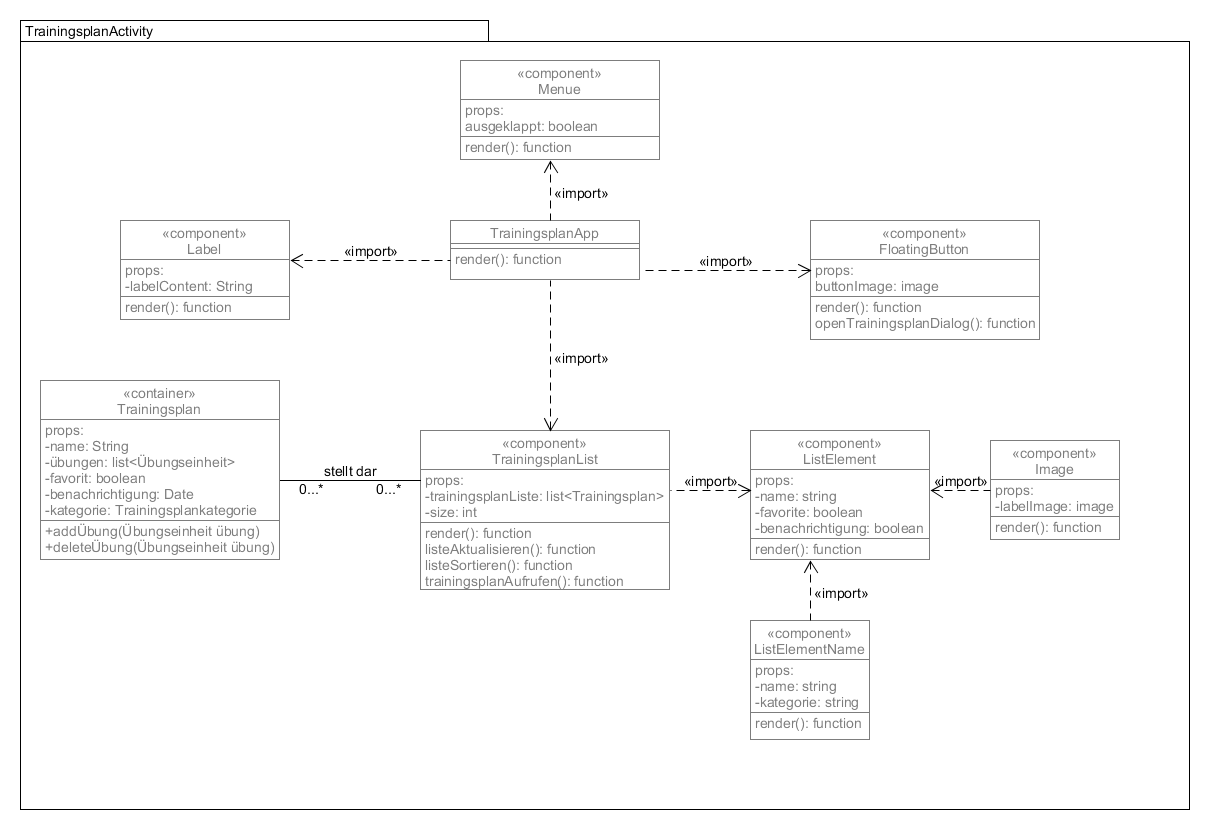 TrainingsplanActivity
«component»
Menue
props:
ausgeklappt: boolean
render(): function
«import»
«component»
Label
props:
-labelContent: String
render(): function
«import»
TrainingsplanApp
render(): function
«import»
«component»
FloatingButton
props:
buttonImage: image
render(): function
openTrainingsplanDialog(): function
«import»
«container»
Trainingsplan
props:
-name: String
-übungen: list<Übungseinheit>
-favorit: boolean
-benachrichtigung: Date
-kategorie: Trainingsplankategorie
+addÜbung(Übungseinheit übung)
+deleteÜbung(Übungseinheit übung)
stellt dar
0...*
0...*
«component»
TrainingsplanList
props:
-trainingsplanListe: list<Trainingsplan>
-size: int
render(): function
listeAktualisieren(): function
listeSortieren(): function
trainingsplanAufrufen(): function
«import»
«component»
ListElement
props:
-name: string
-favorite: boolean
-benachrichtigung: boolean
render(): function
«import»
«component»
Image
props:
-labelImage: image
render(): function
«import»
«component»
ListElementName
props:
-name: string
-kategorie: string
render(): function